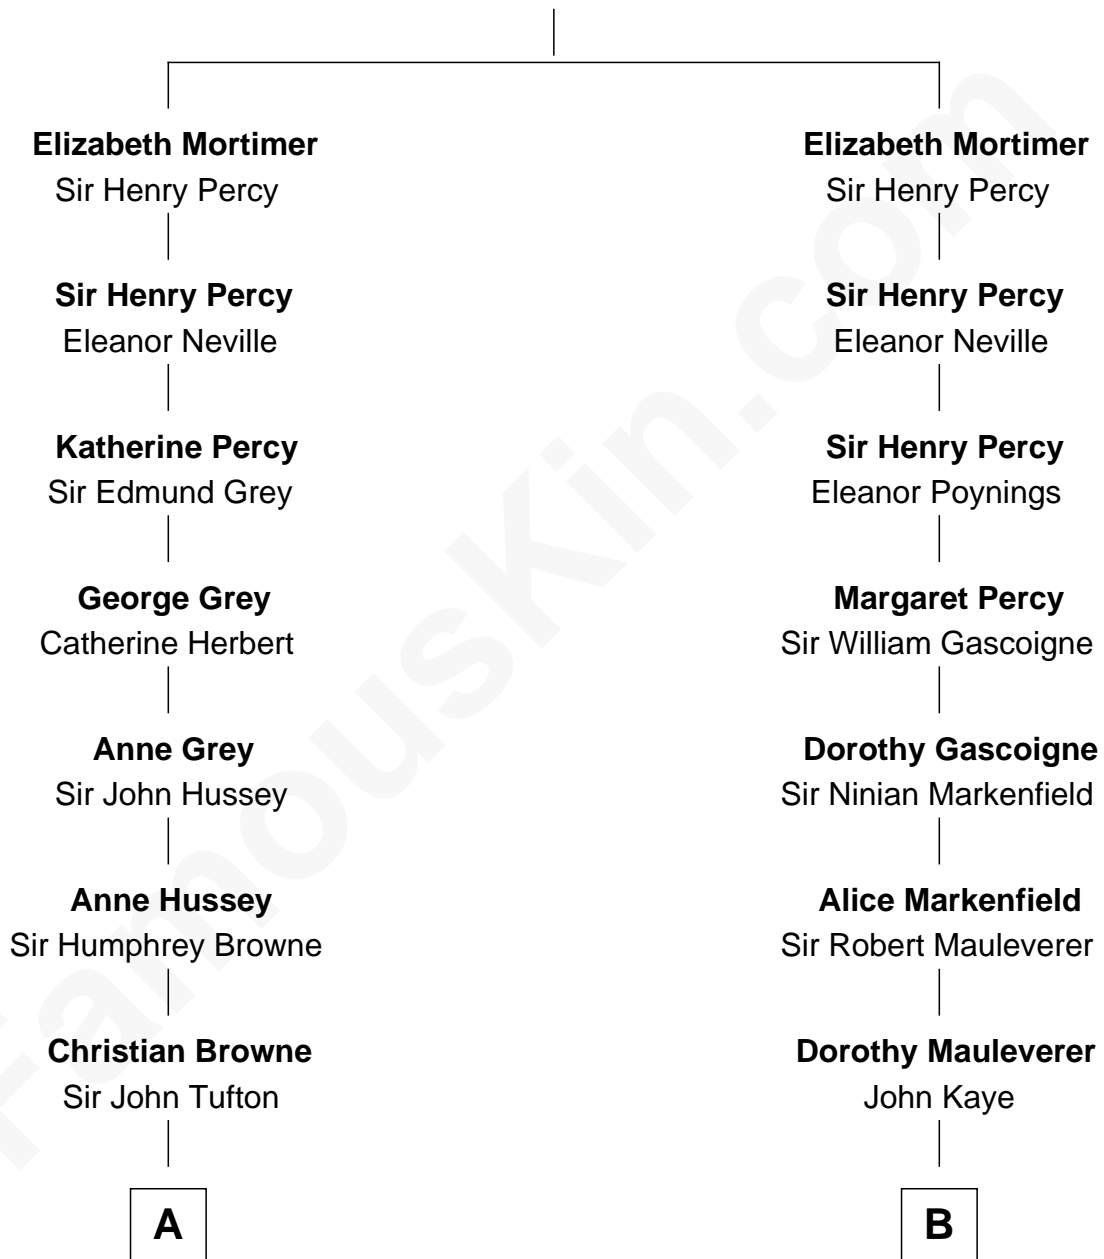 Elizabeth Mortimer
Sir Henry Percy
Sir Henry Percy
Eleanor Neville
Katherine Percy
Sir Edmund Grey
George Grey
Catherine Herbert
Anne Grey
Sir John Hussey
Anne Hussey
Sir Humphrey Browne
Christian Browne
Sir John Tufton
A
Elizabeth Mortimer
Sir Henry Percy
Sir Henry Percy
Eleanor Neville
Sir Henry Percy
Eleanor Poynings
Margaret Percy
Sir William Gascoigne
Dorothy Gascoigne
Sir Ninian Markenfield
Alice Markenfield
Sir Robert Mauleverer
Dorothy Mauleverer
John Kaye
B
FamousKin.com